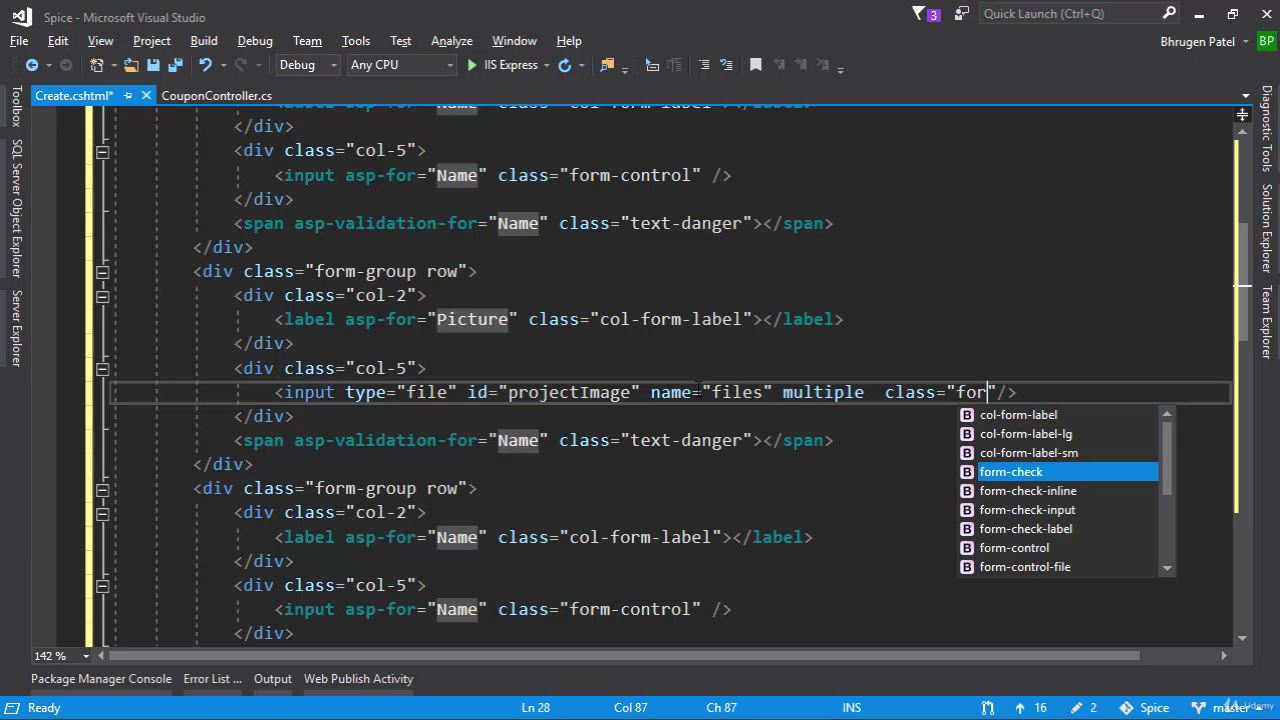 Spice - Microsoft Visual Studio
3
Quick Launch (Ctrl+Q)
File Edit View Project Build Debug Team Tools Test Analyze Window Help
Bhrugen Patel BP
Debug Any CPU IIS Express
Create.cshtml* CouponController.cs
Toolbox
SQL Server Object Explorer
Server Explorer
</div>
<div class="col-5">
<input asp-for="Name" class="form-control" />
</div>
<span asp-validation-for="Name" class="text-danger"></span>
</div>
<div class="form-group row">
<div class="col-2">
<label asp-for="Picture" class="col-form-label"></label>
</div>
<div class="col-5">
<input type="file" id="projectImage" name="files" multiple  class="for"/>
</div>
<span asp-validation-for="Name" class="text-danger"></span>
</div>
<div class="form-group row">
<div class="col-2">
<label asp-for="Name" class="col-form-label"></label>
</div>
<div class="col-5">
<input asp-for="Name" class="form-control" />
</div>
col-form-label
col-form-label-lg
col-form-label-sm
form-check
form-check-inline
form-check-input
form-check-label
form-control
form-control-file
Diagnostic Tools
Solution Explorer
Team Explorer
142 %
Package Manager Console Error List ... Output Web Publish Activity
Ready Ln 28 Col 87 Ch 87 INS 16 2 Spice master
Udemy